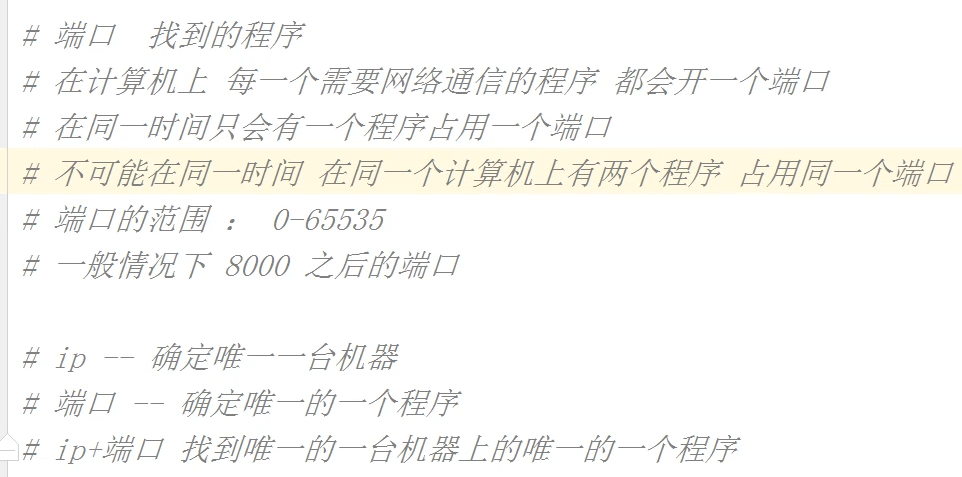 # 端口  找到的程序
# 在计算机上 每一个需要网络通信的程序 都会开一个端口
# 在同一时间只会有一个程序占用一个端口
# 不可能在同一时间 在同一个计算机上有两个程序 占用同一个端口
# 端口的范围 ： 0-65535
# 一般情况下 8000 之后的端口
# ip -- 确定唯一一台机器
# 端口 -- 确定唯一的一个程序
# ip+端口 找到唯一的一台机器上的唯一的一个程序